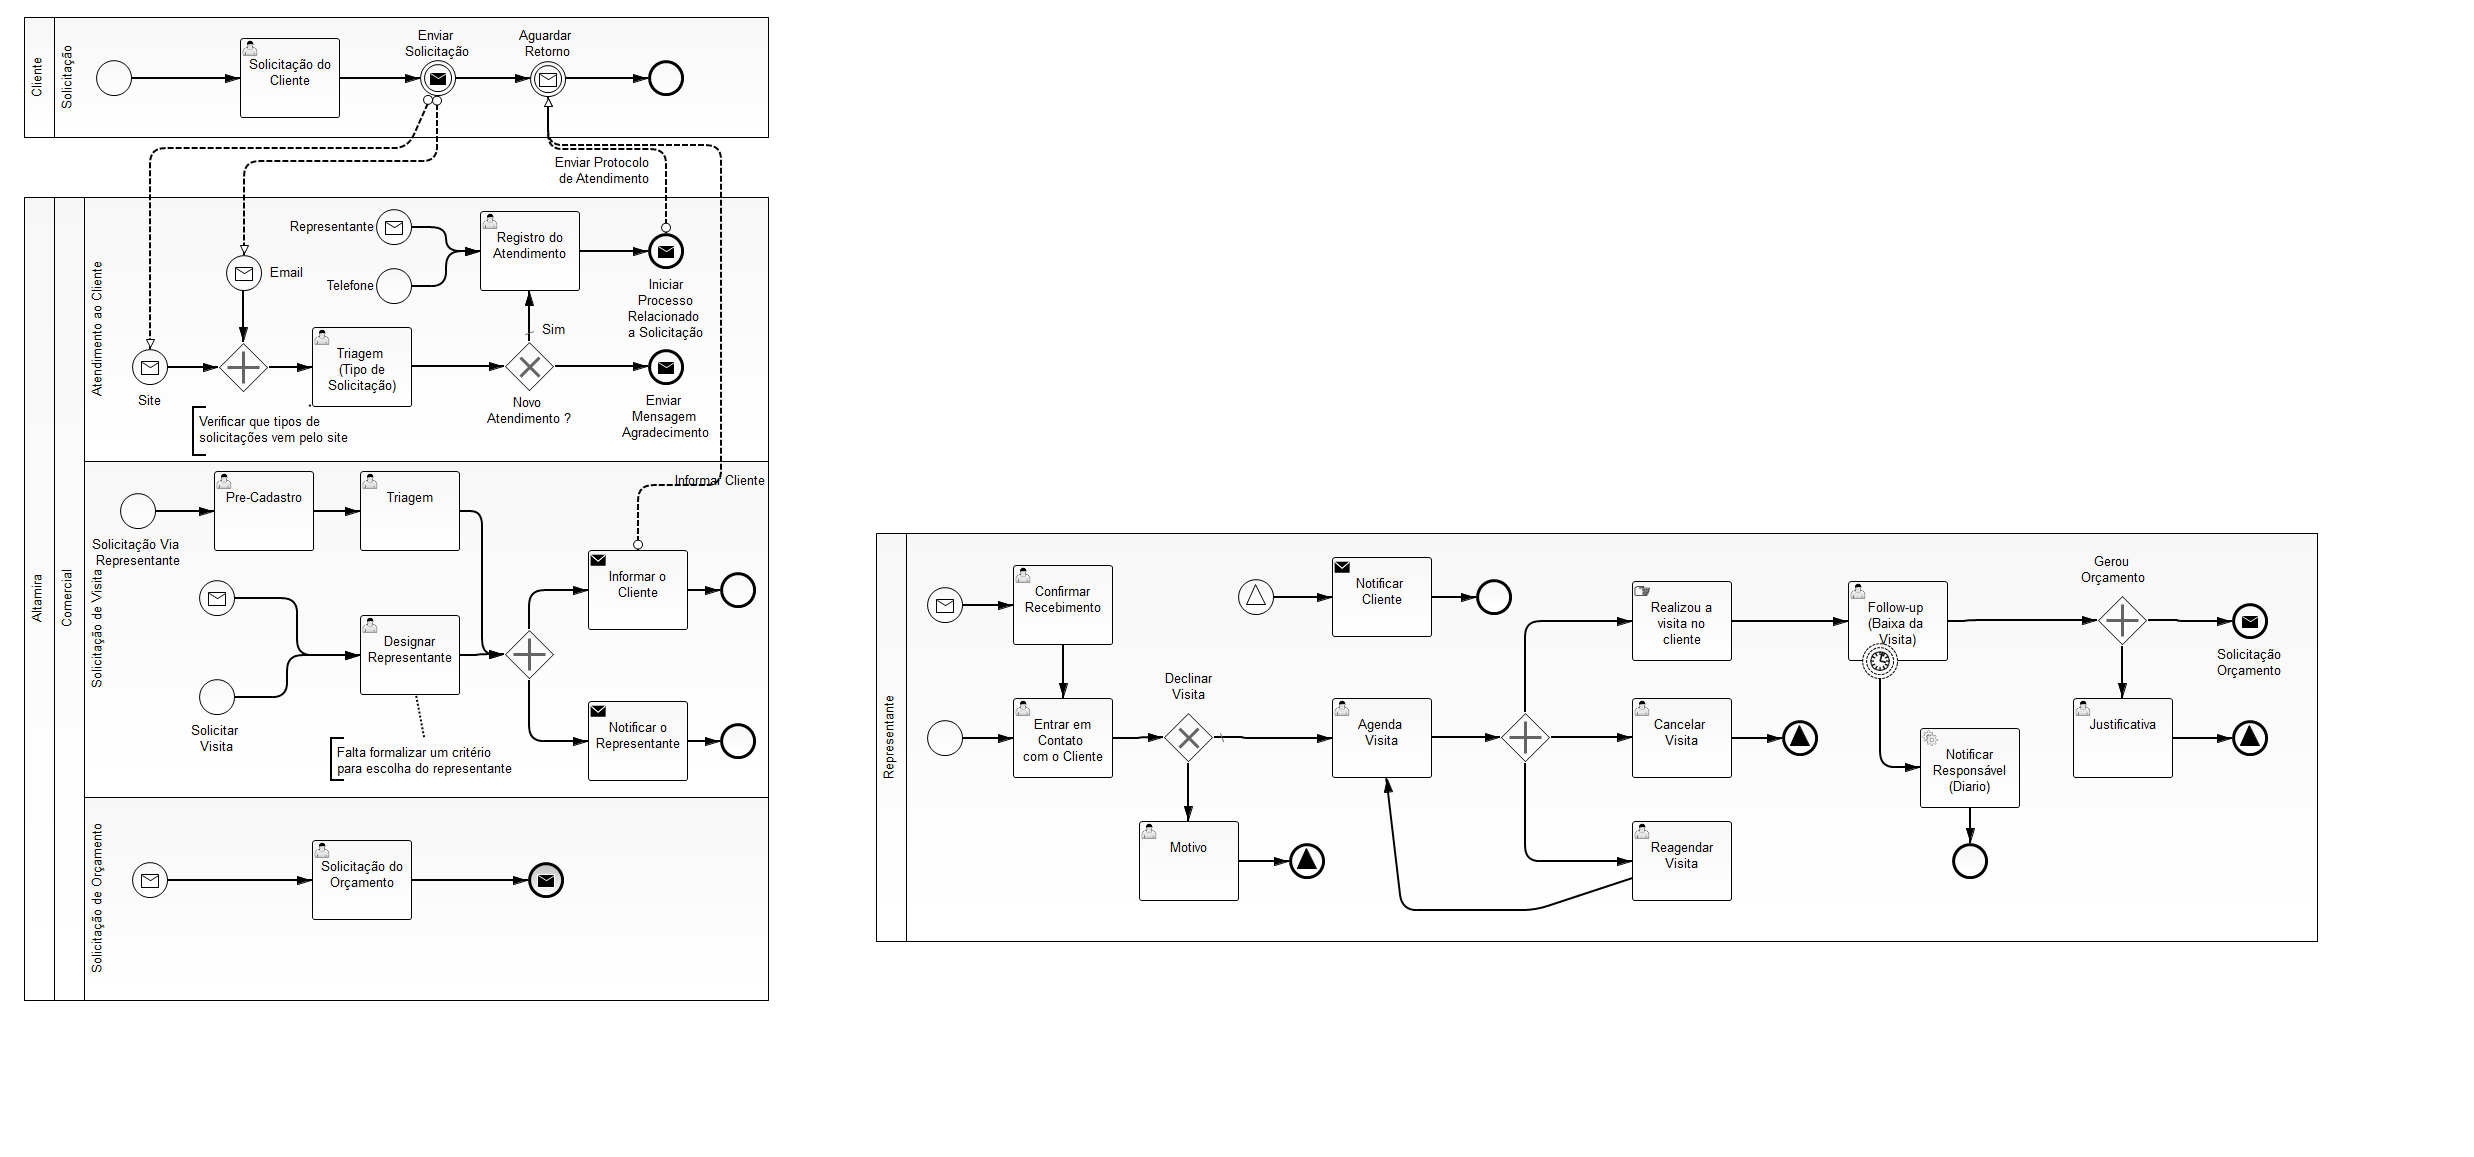 Cliente
Solicitação
Solicitação do
Cliente
Enviar
Solicitação
Aguardar
Retorno
Enviar Protocolo
de Atendimento
Altamira
Comercial
Atendimento ao Cliente
Representante
Telefone
Email
Registro do
Atendimento
Iniciar
Processo
Relacionado
a Solicitação
Sim
Site
Triagem
(Tipo de
Solicitação)
Novo
Atendimento ?
Enviar
Mensagem
Agradecimento
Verificar que tipos de
solicitações vem pelo site
Solicitação de Visita
Solicitação Via
Representante
Pre-Cadastro
Triagem
Informar Cliente
Informar o
Cliente
Designar
Representante
Solicitar
Visita
Notificar o
Representante
Falta formalizar um critério
para escolha do representante
Solicitação de Orçamento
Solicitação do
Orçamento
Representante
Confirmar
Recebimento
Entrar em
Contato
com o Cliente
Declinar
Visita
Motivo
Notificar
Cliente
Agenda
Visita
Realizou a
visita no
cliente
Cancelar
Visita
Reagendar
Visita
Follow-up
(Baixa da
Visita)
Notificar
Responsável
(Diario)
Gerou
Orçamento
Justificativa
Solicitação
Orçamento